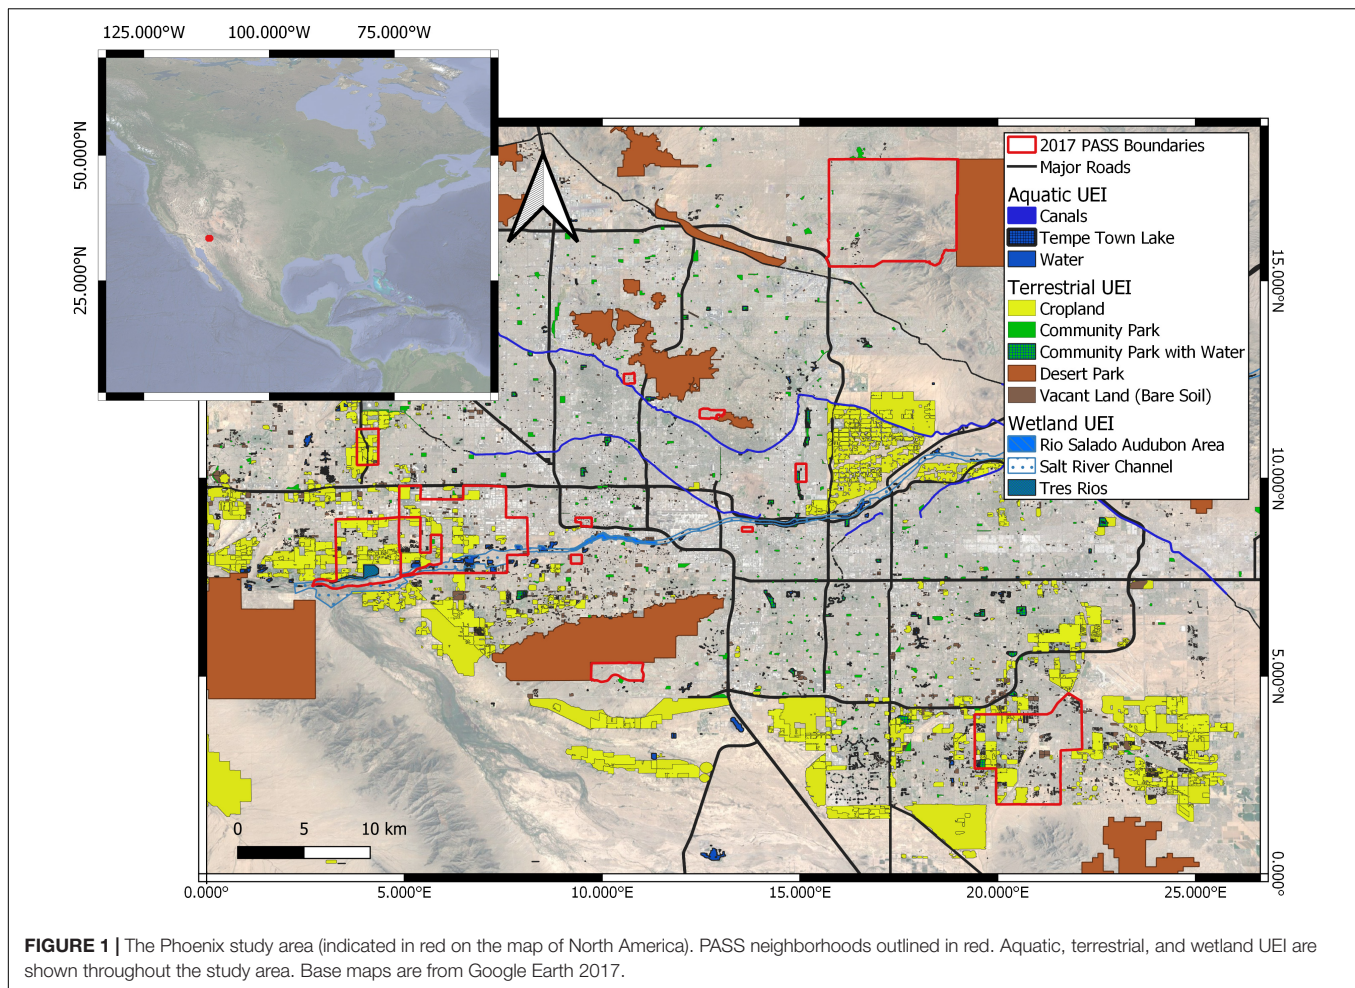 125.000°W 100.000°W 75.000°W
50.000°N
25.000°N
2017 PASS Boundaries
Major Roads
Aquatic UEI
Canals
Tempe Town Lake
Water
Terrestrial UEI
Cropland
Community Park
Community Park with Water
Desert Park
Vacant Land (Bare Soil)
Wetland UEI
Rio Salado Audubon Area
Salt River Channel
Tres Rios
15.000°N
10.000°N
5.000°N
0.000°
0 5 10 km
0.000° 5.000°E 10.000°E 15.000°E 20.000°E 25.000°E
FIGURE 1 | The Phoenix study area (indicated in red on the map of North America). PASS neighborhoods outlined in red. Aquatic, terrestrial, and wetland UEI are
shown throughout the study area. Base maps are from Google Earth 2017.